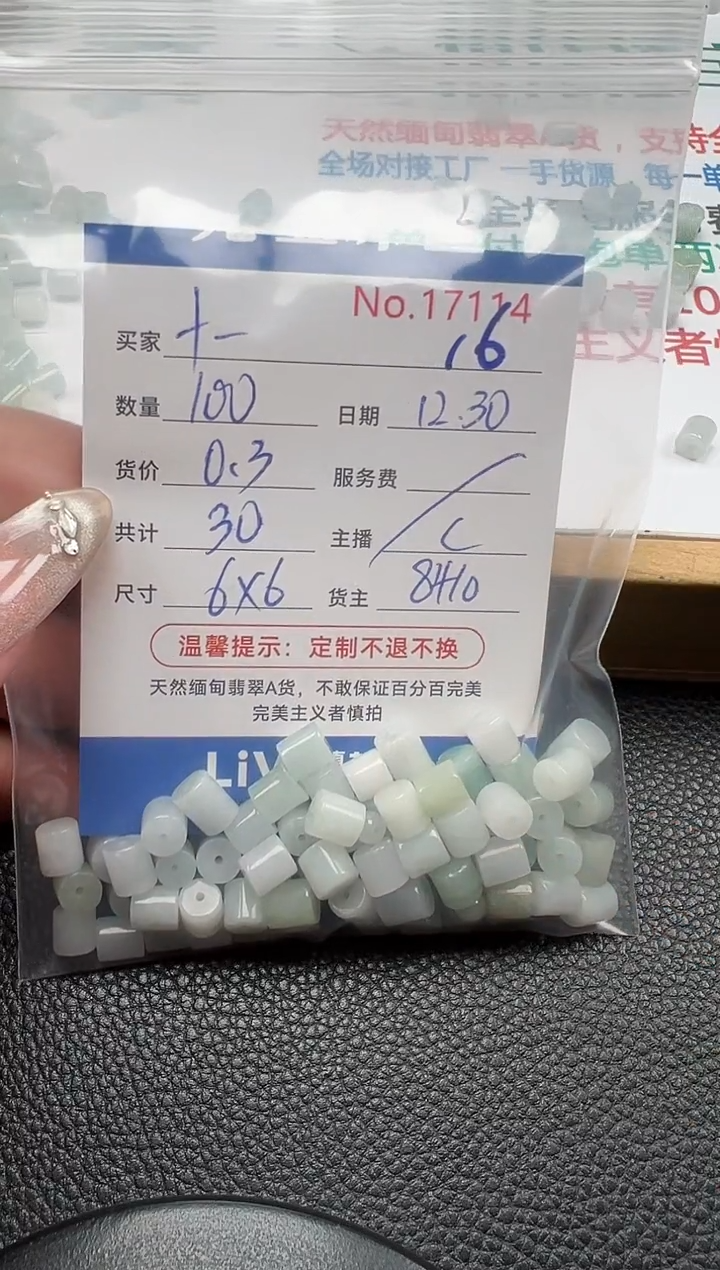 天然缅甸翡翠A货，支持全
全场对接工厂 一手货源 每一单
No.17114
买家 十一 16
数量 100 日期 12.30
货价 0.3 服务费 /
共计 30 主播 C
尺寸 6X6 货主 8410
温馨提示：定制不退不换
天然缅甸翡翠A货，不敢保证百分百完美
完美主义者慎拍
LiV